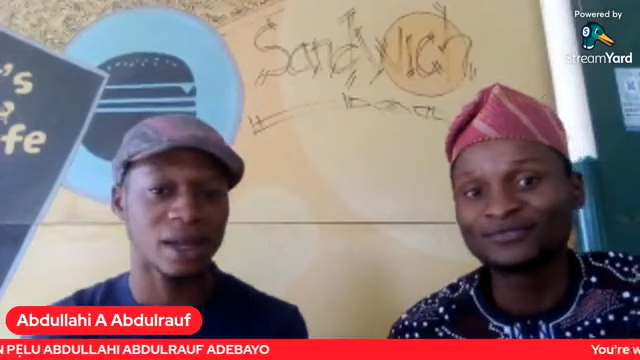 Powered by
StreamYard
Sandwich
's
?
fe
Abdullahi A Abdulrauf
N PẸLU ABDULLAHI ABDULRAUF ADEBAYO
You're w